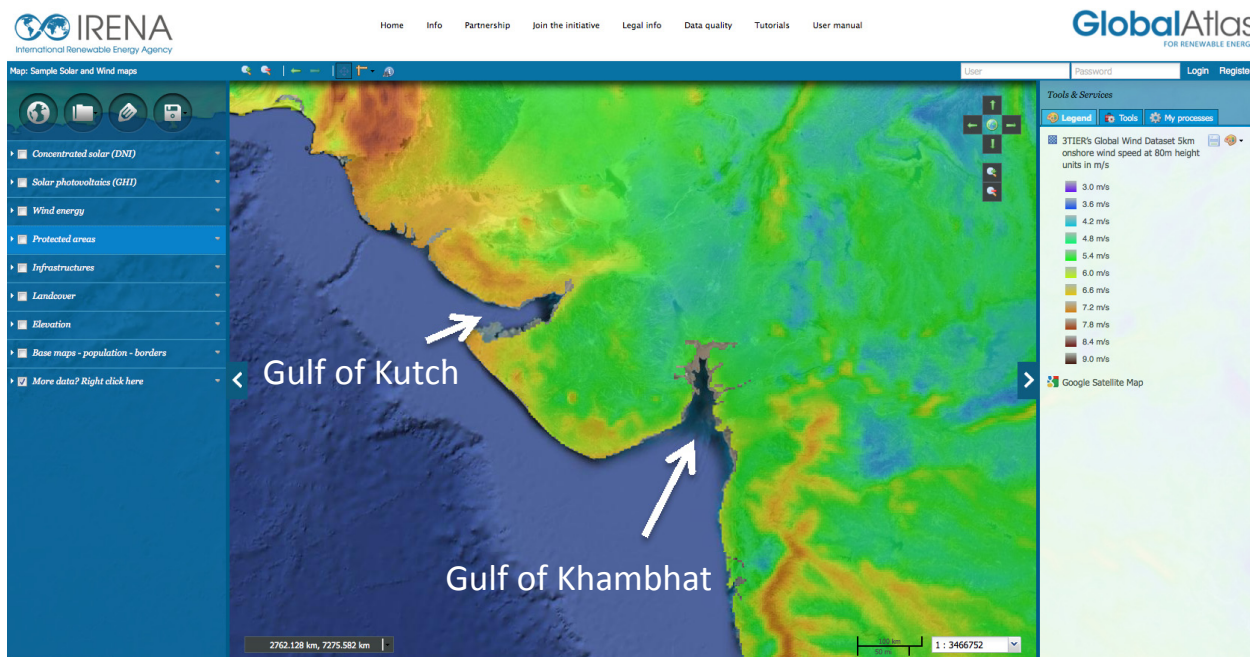 IRENA
International Renewable Energy Agency
Home Info Partnership Join the initiative Legal info Data quality Tutorials User manual
GlobalAtlas
FOR RENEWABLE ENERG
Map: Sample Solar and Wind maps
User
Password
Login Registe
Concentrated solar (DNI)
Solar photovoltaics (GHI)
Wind energy
Protected areas
Infrastructures
Landcover
Elevation
Base maps - population - borders
More data? Right click here
Gulf of Kutch
Gulf of Khambhat
2762.128 km, 7275.582 km
50 mi
1 : 3466752
Tools & Services
Legend Tools My processes
3TIER's Global Wind Dataset 5km
onshore wind speed at 80m height
units in m/s
3.0 m/s
3.6 m/s
4.2 m/s
4.8 m/s
5.4 m/s
6.0 m/s
6.6 m/s
7.2 m/s
7.8 m/s
8.4 m/s
9.0 m/s
Google Satellite Map